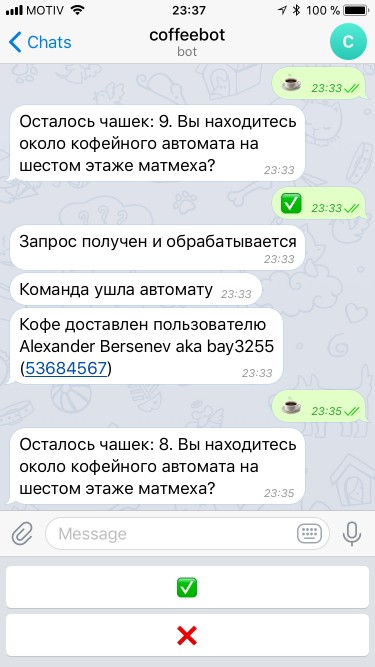 MOTIV 23:37 100 %
Chats coffeebot
bot
C
☕ 23:33
Осталось чашек: 9. Вы находитесь
около кофейного автомата на
шестом этаже матмеха?
23:33
✅ 23:33
Запрос получен и обрабатывается
23:33
Команда ушла автомату 23:33
Кофе доставлен пользователю
Alexander Bersenev aka bay3255
(53684567) 23:33
☕ 23:35
Осталось чашек: 8. Вы находитесь
около кофейного автомата на
шестом этаже матмеха? 23:35
Message
✅
❌